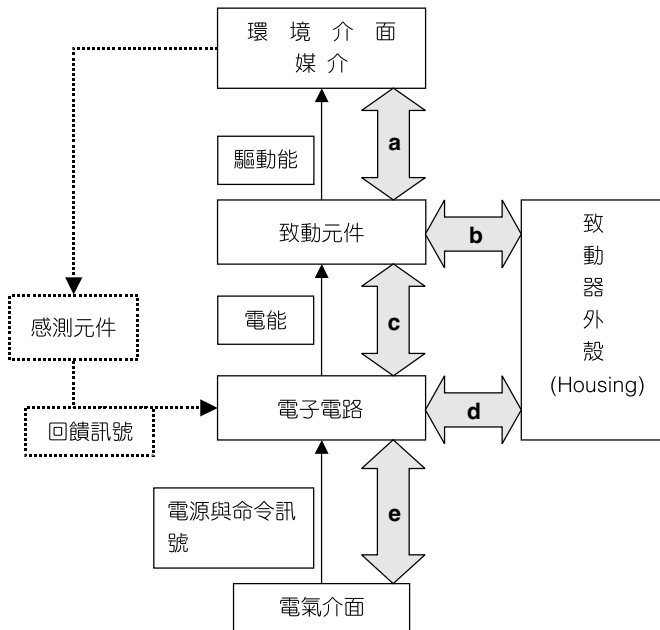 環 境 介 面
媒 介
a
驅動能
致動元件
b
致
動
器
外
殼
(Housing)
感測元件
電能
c
電子電路
d
回饋訊號
電源與命令訊
號
e
電氣介面